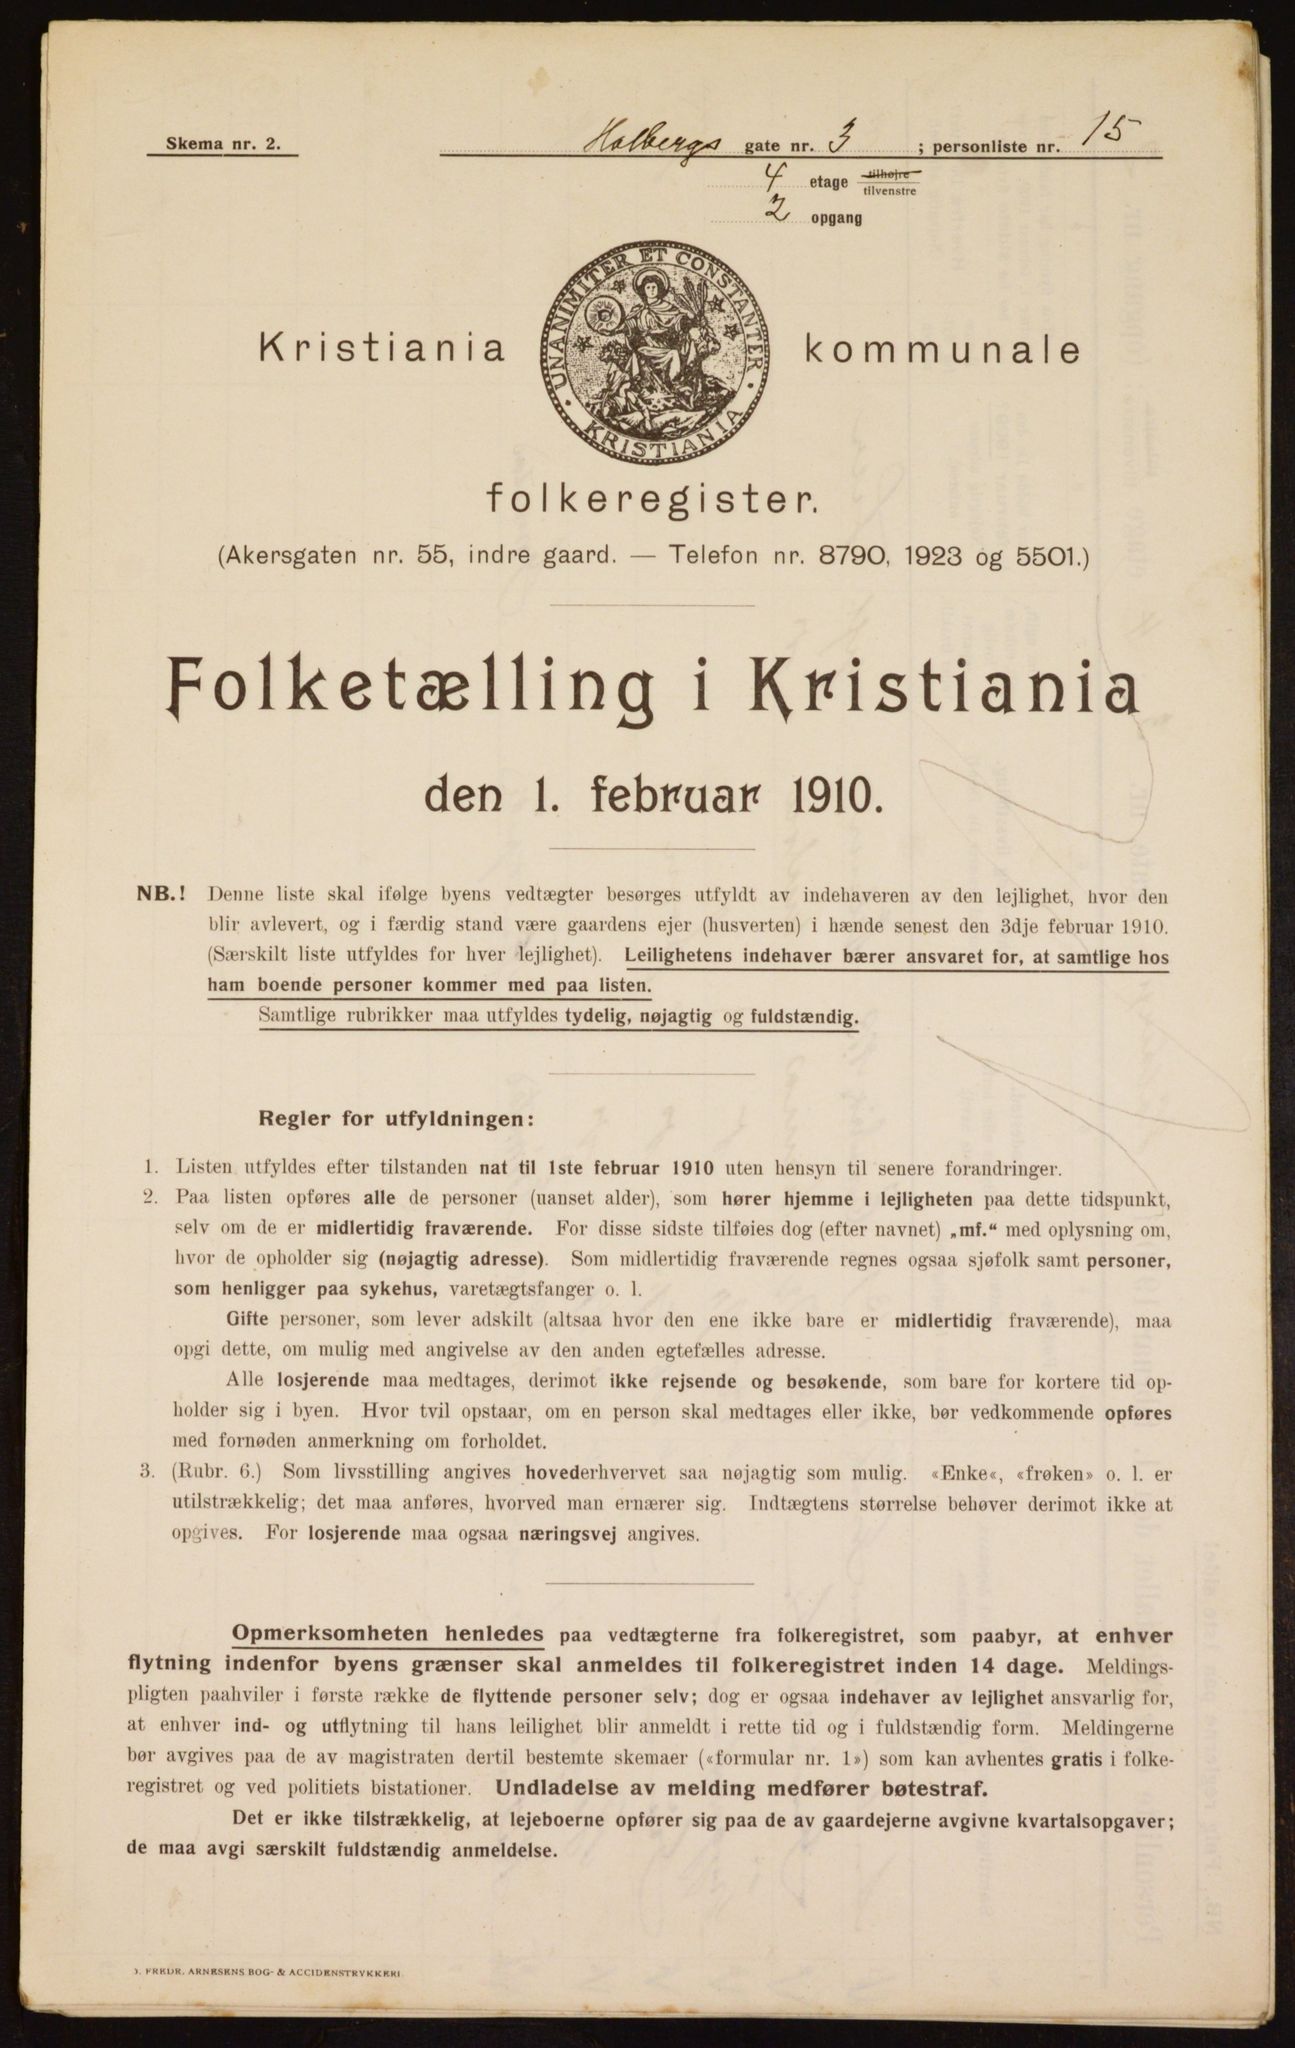 Skema nr. 2.
Holbergs gate nr. 3 ; personliste nr. 15
4 etage tilhøjre
tilvenstre
2 opgang
UNANIMITER ET CONSTANTER
KRISTIANIA
Kristiania kommunale
folkeregister.
(Akersgaten nr. 55, indre gaard. — Telefon nr. 8790, 1923 og 5501.)
Folketælling i Kristiania
den 1. februar 1910.
NB.! Denne liste skal ifølge byens vedtægter besørges utfyldt av indehaveren av den lejlighet, hvor den
blir avlevert, og i færdig stand være gaardens ejer (husverten) i hænde senest den 3dje februar 1910.
(Særskilt liste utfyldes for hver lejlighet). Leilighetens indehaver bærer ansvaret for, at samtlige hos
ham boende personer kommer med paa listen.
Samtlige rubrikker maa utfyldes tydelig, nøjagtig og fuldstændig.
Regler for utfyldningen:
1. Listen utfyldes efter tilstanden nat til 1ste februar 1910 uten hensyn til senere forandringer.
2. Paa listen opføres alle de personer (uanset alder), som hører hjemme i lejligheten paa dette tidspunkt,
selv om de er midlertidig fraværende. For disse sidste tilføies dog (efter navnet) „mf.“ med oplysning om,
hvor de opholder sig (nøjagtig adresse). Som midlertidig fraværende regnes ogsaa sjøfolk samt personer,
som henligger paa sykehus, varetægtsfanger o. l.
Gifte personer, som lever adskilt (altsaa hvor den ene ikke bare er midlertidig fraværende), maa
opgi dette, om mulig med angivelse av den anden egtefælles adresse.
Alle losjerende maa medtages, derimot ikke rejsende og besøkende, som bare for kortere tid op-
holder sig i byen. Hvor tvil opstaar, om en person skal medtages eller ikke, bør vedkommende opføres
med fornøden anmerkning om forholdet.
3. (Rubr. 6.) Som livsstilling angives hovederhvervet saa nøjagtig som mulig. «Enke«, «frøken» o. l. er
utilstrækkelig; det maa anføres, hvorved man ernærer sig. Indtægtens størrelse behøver derimot ikke at
opgives. For losjerende maa ogsaa næringsvej angives.
Opmerksomheten henledes paa vedtægterne fra folkeregistret, som paabyr, at enhver
flytning indenfor byens grænser skal anmeldes til folkeregistret inden 14 dage. Meldings-
pligten paahviler i første række de flyttende personer selv; dog er ogsaa indehaver av lejlighet ansvarlig for,
at enhver ind- og utflytning til hans leilighet blir anmeldt i rette tid og i fuldstændig form. Meldingerne
bør avgives paa de av magistraten dertil bestemte skemaer («formular nr. 1») som kan avhentes gratis i folke-
registret og ved politiets bistationer. Undladelse av melding medfører bøtestraf.
Det er ikke tilstrækkelig, at lejeboerne opfører sig paa de av gaardejerne avgivne kvartalsopgaver;
de maa avgi særskilt fuldstændig anmeldelse.
FREDR. ARNESENS BOG- & ACCIDENSTRYKKERI.